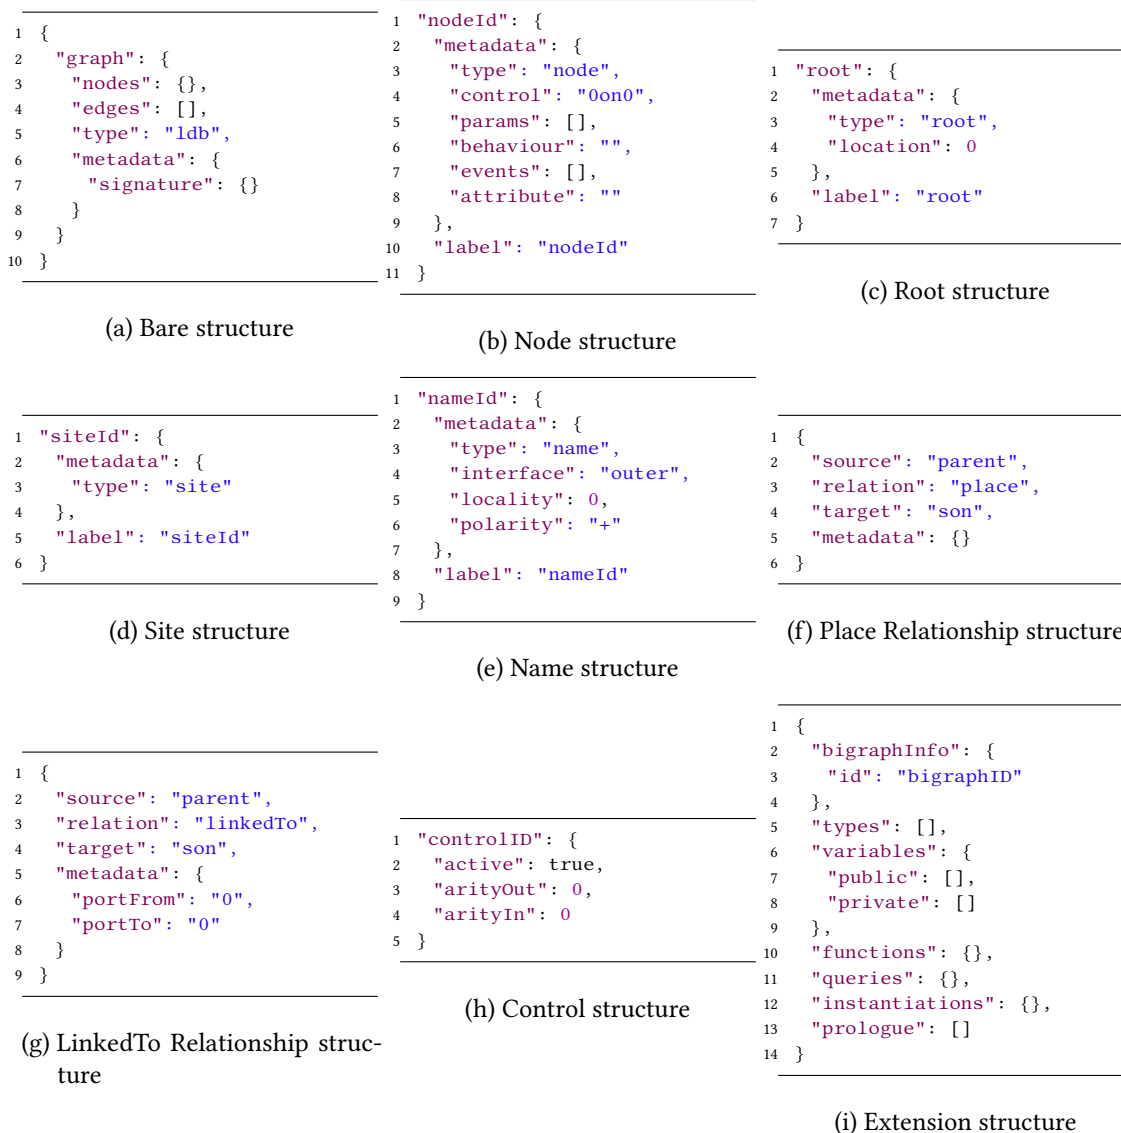 1 {
2 "graph": {
3 "nodes": {},
4 "edges": [],
5 "type": "ldb",
6 "metadata": {
7 "signature": {}
8 }
9 }
10 }
(a) Bare structure
1 "nodeId": {
2 "metadata": {
3 "type": "node",
4 "control": "0on0",
5 "params": [],
6 "behaviour": "",
7 "events": [],
8 "attribute": ""
9 },
10 "label": "nodeId"
11 }
(b) Node structure
1 "root": {
2 "metadata": {
3 "type": "root",
4 "location": 0
5 },
6 "label": "root"
7 }
(c) Root structure
1 "siteId": {
2 "metadata": {
3 "type": "site"
4 },
5 "label": "siteId"
6 }
(d) Site structure
1 "nameId": {
2 "metadata": {
3 "type": "name",
4 "interface": "outer",
5 "locality": 0,
6 "polarity": "+"
7 },
8 "label": "nameId"
9 }
(e) Name structure
1 {
2 "source": "parent",
3 "relation": "place",
4 "target": "son",
5 "metadata": {}
6 }
(f) Place Relationship structure
1 {
2 "source": "parent",
3 "relation": "linkedTo",
4 "target": "son",
5 "metadata": {
6 "portFrom": "0",
7 "portTo": "0"
8 }
9 }
(g) LinkedTo Relationship struc-
ture
1 "controlID": {
2 "active": true,
3 "arityOut": 0,
4 "arityIn": 0
5 }
(h) Control structure
1 {
2 "bigraphInfo": {
3 "id": "bigraphID"
4 },
5 "types": [],
6 "variables": {
7 "public": [],
8 "private": []
9 },
10 "functions": {},
11 "queries": {},
12 "instantiations": {},
13 "prologue": []
14 }
(i) Extension structure